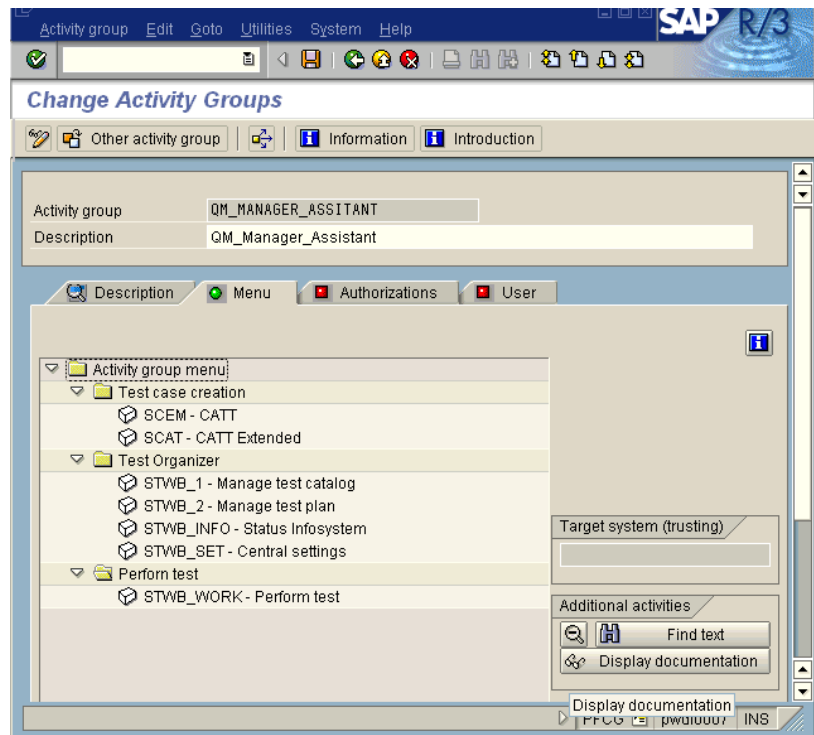 Activity group Edit Goto Utilities System Help
SAP R/3
Change Activity Groups
Other activity group Information Introduction
Activity group QM_MANAGER_ASSITANT
Description QM_Manager_Assistant
Description Menu Authorizations User
Activity group menu
Test case creation
SCEM - CATT
SCAT - CATT Extended
Test Organizer
STWB_1 - Manage test catalog
STWB_2 - Manage test plan
STWB_INFO - Status Infosystem
STWB_SET - Central settings
Target system (trusting)
Perform test
STWB_WORK - Perform test
Additional activities
Find text
Display documentation
Display documentation
PFCG pwdf0007 INS